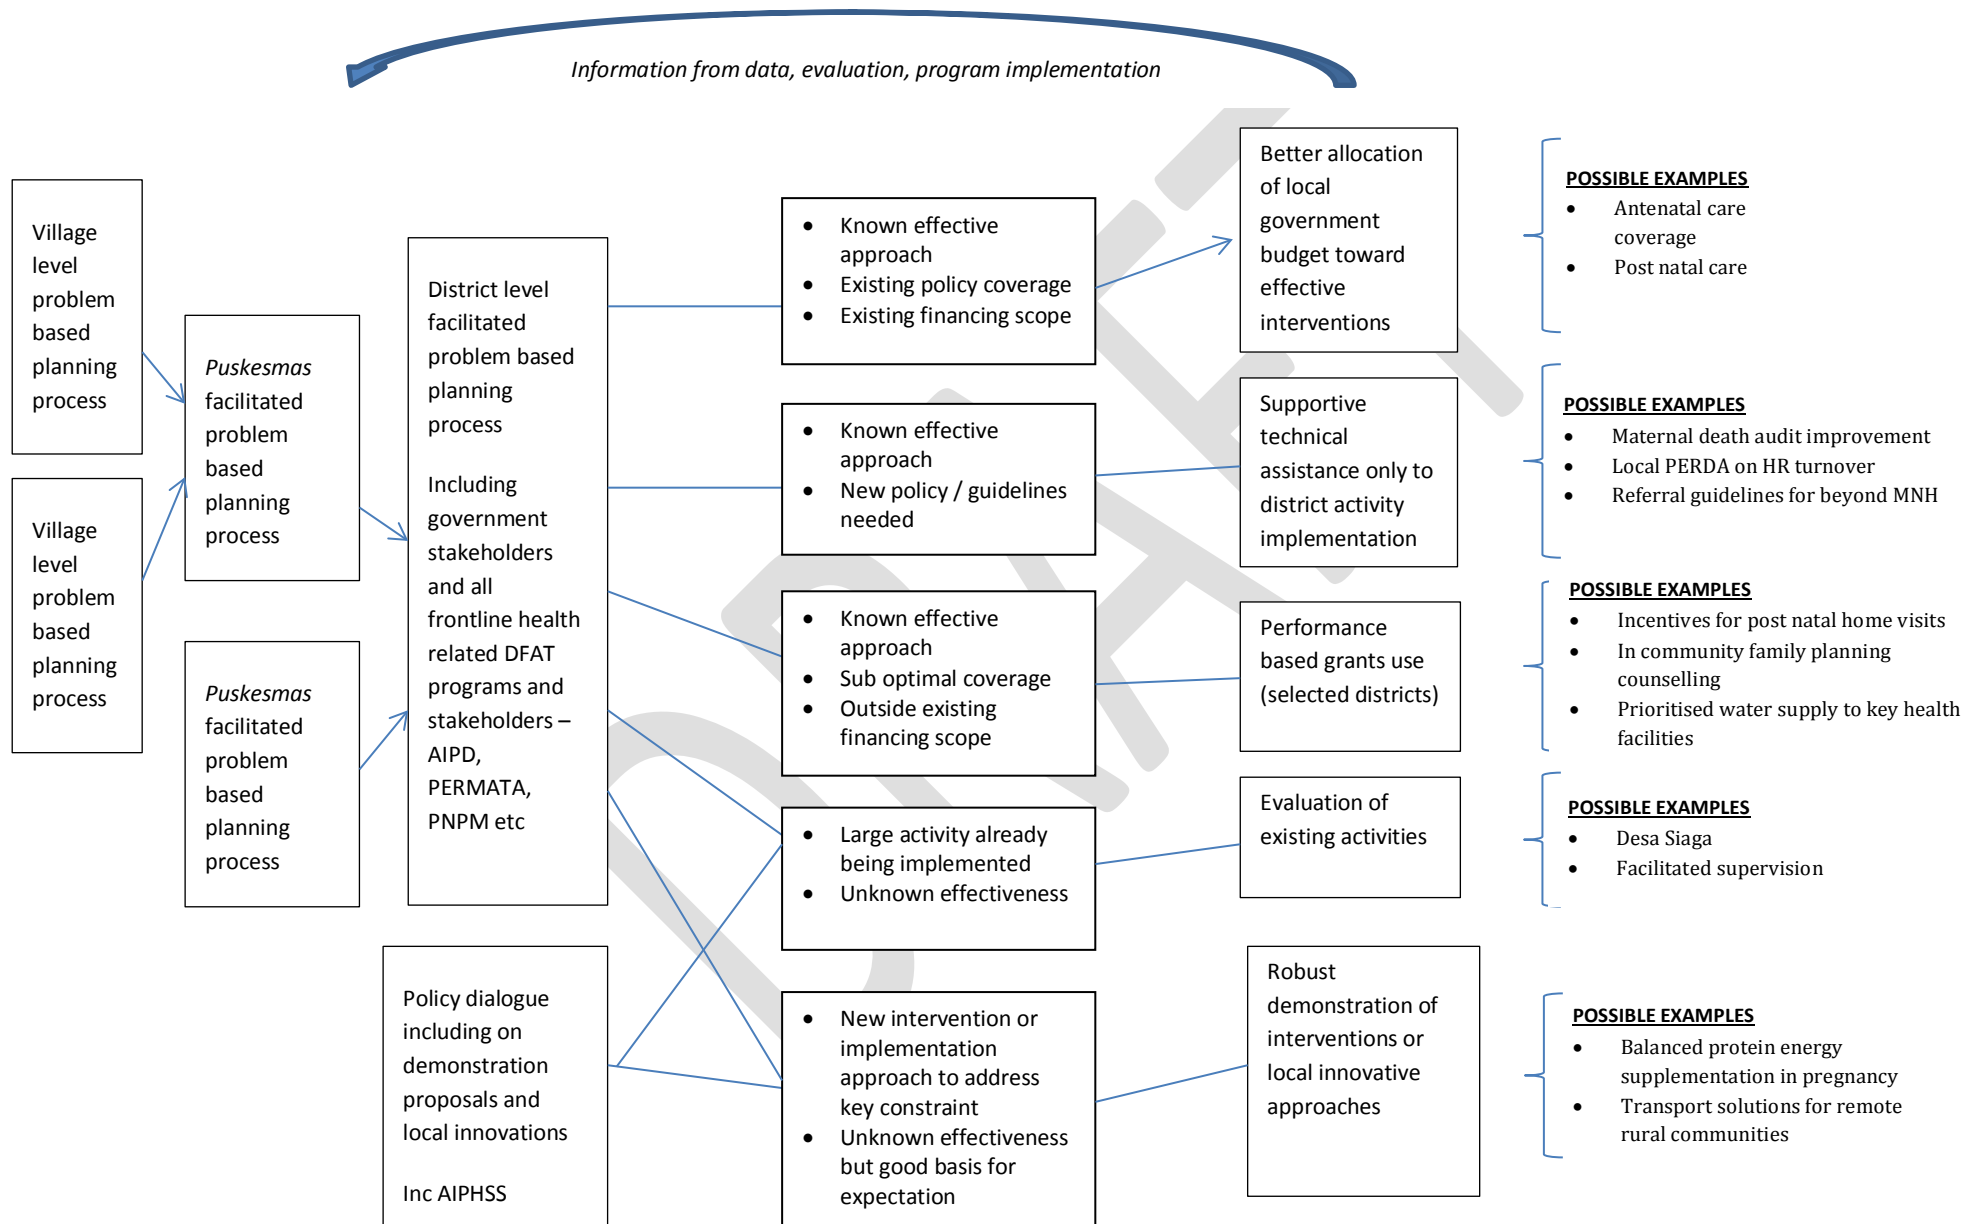 Information from data, evaluation, program implementation
Village
level
problem
based
planning
process
Village
level
problem
based
planning
process
Puskesmas
facilitated
problem
based
planning
process
Puskesmas
facilitated
problem
based
planning
process
District level
facilitated
problem based
planning
process
Including
government
stakeholders
and all
frontline health
related DFAT
programs and
stakeholders –
AIPD,
PERMATA,
PNPM etc
Policy dialogue
including on
demonstration
proposals and
local innovations
Inc AIPHSS
• Known effective
approach
• Existing policy coverage
• Existing financing scope
• Known effective
approach
• New policy / guidelines
needed
• Known effective
approach
• Sub optimal coverage
• Outside existing
financing scope
• Large activity already
being implemented
• Unknown effectiveness
• New intervention or
implementation
approach to address
key constraint
• Unknown effectiveness
but good basis for
expectation
Better allocation
of local
government
budget toward
effective
interventions
Supportive
technical
assistance only to
district activity
implementation
Performance
based grants use
(selected districts)
Evaluation of
existing activities
Robust
demonstration of
interventions or
local innovative
approaches
POSSIBLE EXAMPLES
• Antenatal care
coverage
• Post natal care
POSSIBLE EXAMPLES
• Maternal death audit improvement
• Local PERDA on HR turnover
• Referral guidelines for beyond MNH
POSSIBLE EXAMPLES
• Incentives for post natal home visits
• In community family planning
counselling
• Prioritised water supply to key health
facilities
POSSIBLE EXAMPLES
• Desa Siaga
• Facilitated supervision
POSSIBLE EXAMPLES
• Balanced protein energy
supplementation in pregnancy
• Transport solutions for remote
rural communities
DRAFT